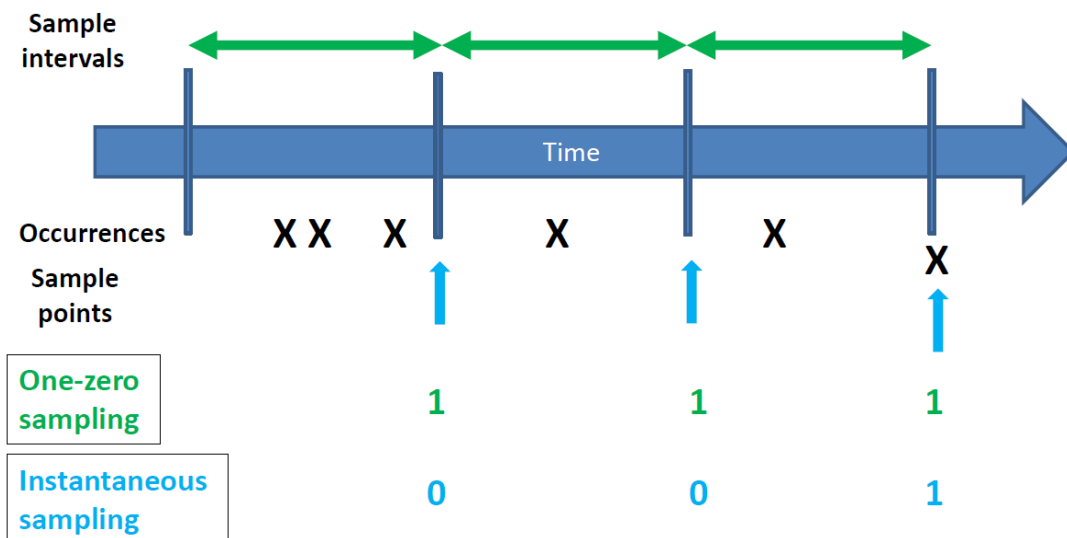 Sample
intervals
Time
Occurrences X X X X X
X
Sample
points
One-zero
sampling
1 1 1
Instantaneous
sampling
0 0 1